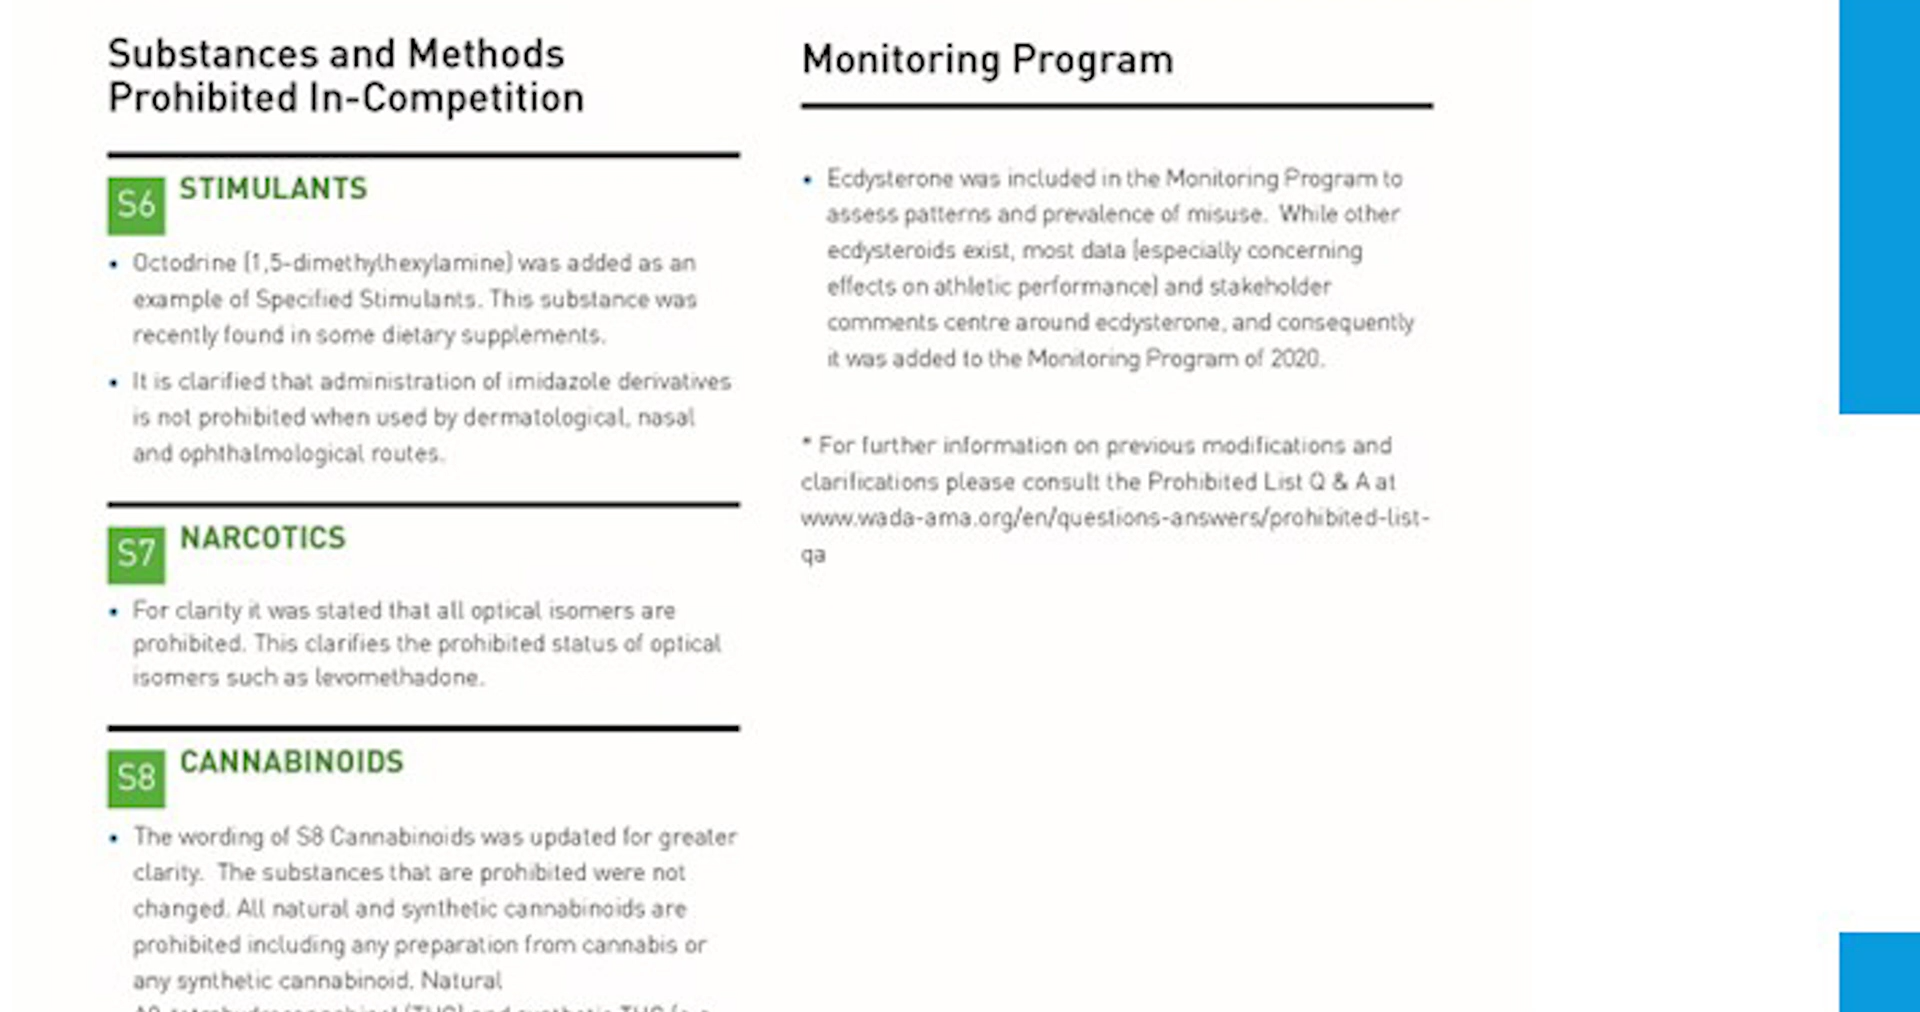 Substances and Methods
Prohibited In-Competition
S6 STIMULANTS
• Octodrine (1,5-dimethylhexylamine) was added as an
example of Specified Stimulants. This substance was
recently found in some dietary supplements.
• It is clarified that administration of imidazole derivatives
is not prohibited when used by dermatological, nasal
and ophthalmological routes.
S7 NARCOTICS
• For clarity it was stated that all optical isomers are
prohibited. This clarifies the prohibited status of optical
isomers such as levomethadone.
S8 CANNABINOIDS
• The wording of S8 Cannabinoids was updated for greater
clarity. The substances that are prohibited were not
changed. All natural and synthetic cannabinoids are
prohibited including any preparation from cannabis or
any synthetic cannabinoid. Natural
Monitoring Program
• Ecdysterone was included in the Monitoring Program to
assess patterns and prevalence of misuse. While other
ecdysteroids exist, most data (especially concerning
effects on athletic performance) and stakeholder
comments centre around ecdysterone, and consequently
it was added to the Monitoring Program of 2020.
* For further information on previous modifications and
clarifications please consult the Prohibited List Q & A at
www.wada-ama.org/en/questions-answers/prohibited-list-
qa